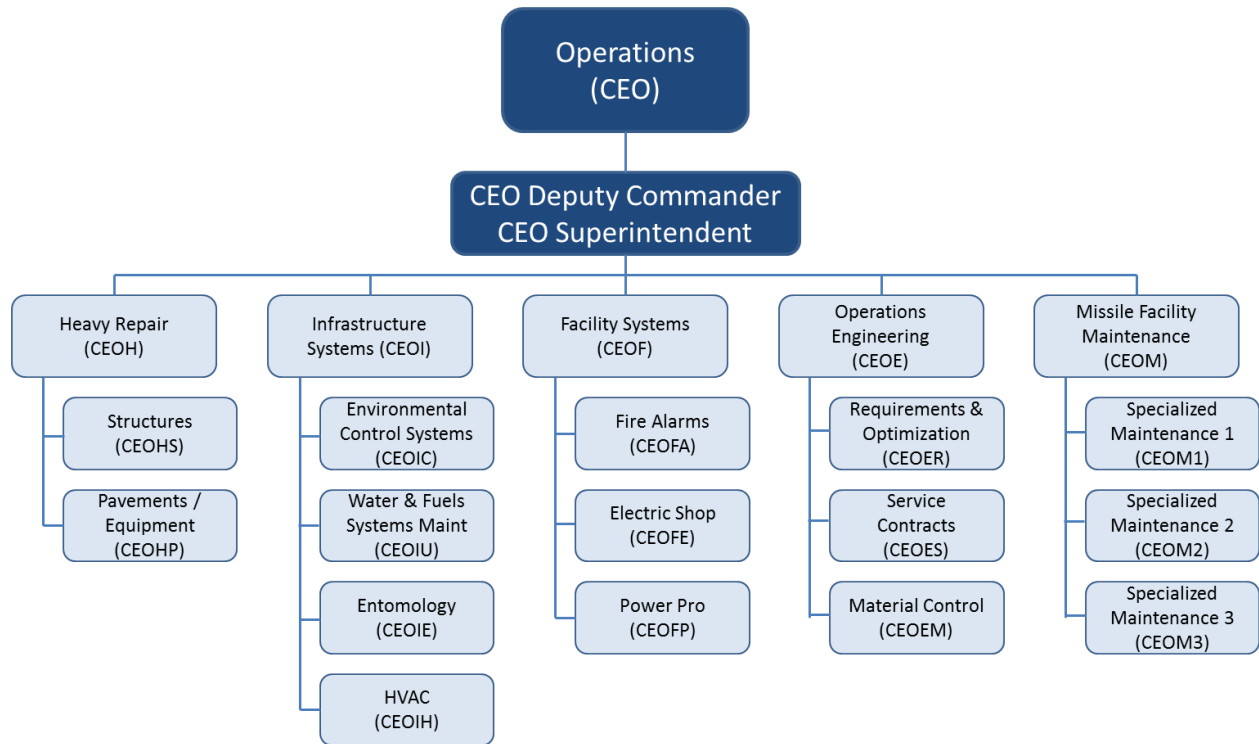 Operations
(CEO)
CEO Deputy Commander
CEO Superintendent
Heavy Repair
(CEOH)
Structures
(CEOHS)
Pavements /
Equipment
(CEOHP)
Infrastructure
Systems (CEOI)
Environmental
Control Systems
(CEOIC)
Water & Fuels
Systems Maint
(CEOIU)
Entomology
(CEOIE)
HVAC
(CEOIH)
Facility Systems
(CEOF)
Fire Alarms
(CEOFA)
Electric Shop
(CEOFE)
Power Pro
(CEOFP)
Operations
Engineering
(CEOE)
Requirements &
Optimization
(CEOER)
Service
Contracts
(CEOES)
Material Control
(CEOEM)
Missile Facility
Maintenance
(CEOM)
Specialized
Maintenance 1
(CEOM1)
Specialized
Maintenance 2
(CEOM2)
Specialized
Maintenance 3
(CEOM3)